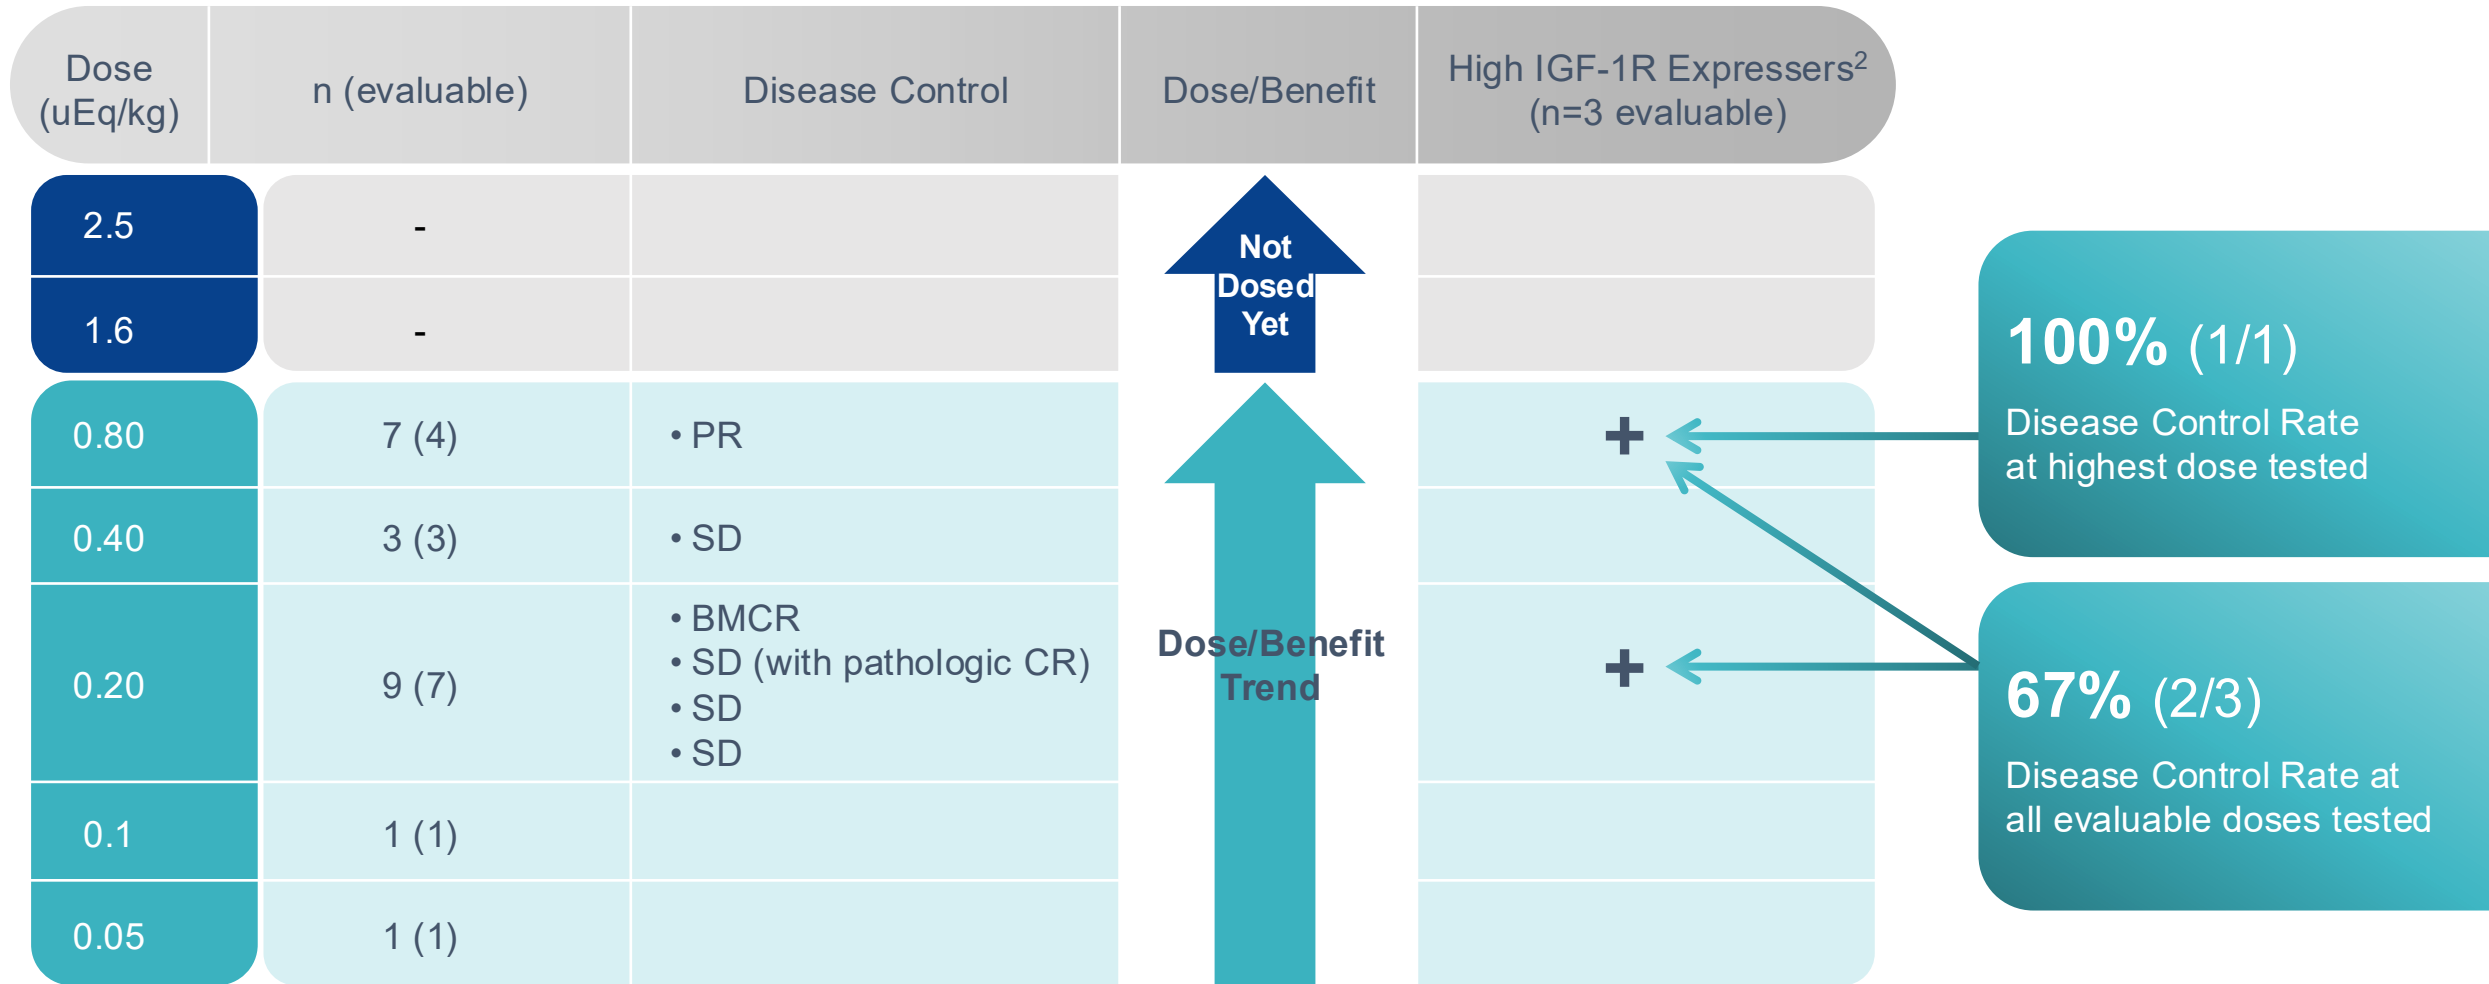 Dose
(uEq/kg)
n (evaluable)
Disease Control
Dose/Benefit
High IGF-1R Expressers²
(n=3 evaluable)
2.5
-
Not
Dosed
Yet
1.6
-
0.80
7 (4)
• PR
+
0.40
3 (3)
• SD
0.20
9 (7)
• BMCR
• SD (with pathologic CR)
• SD
• SD
Dose/Benefit
Trend
+
0.1
1 (1)
0.05
1 (1)
100% (1/1)
Disease Control Rate
at highest dose tested
67% (2/3)
Disease Control Rate at
all evaluable doses tested